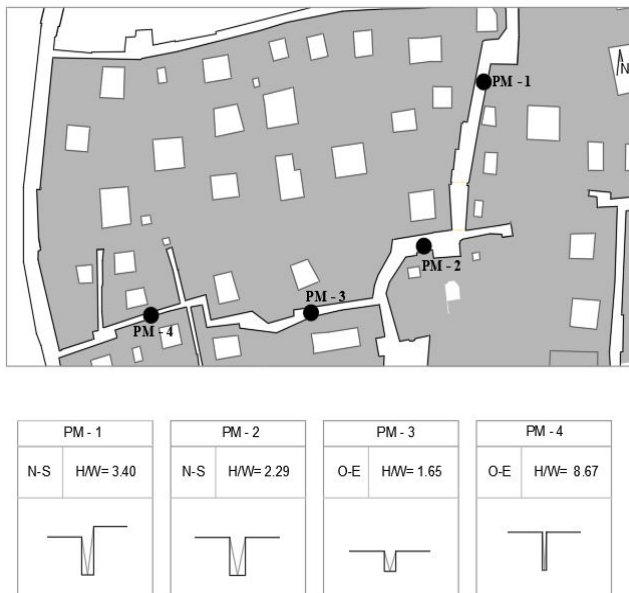 N
PM - 1
PM - 2
PM - 3
PM - 4
PM - 1
N-S H/W= 3.40
PM - 2
N-S H/W= 2.29
PM - 3
O-E H/W= 1.65
PM - 4
O-E H/W= 8.67